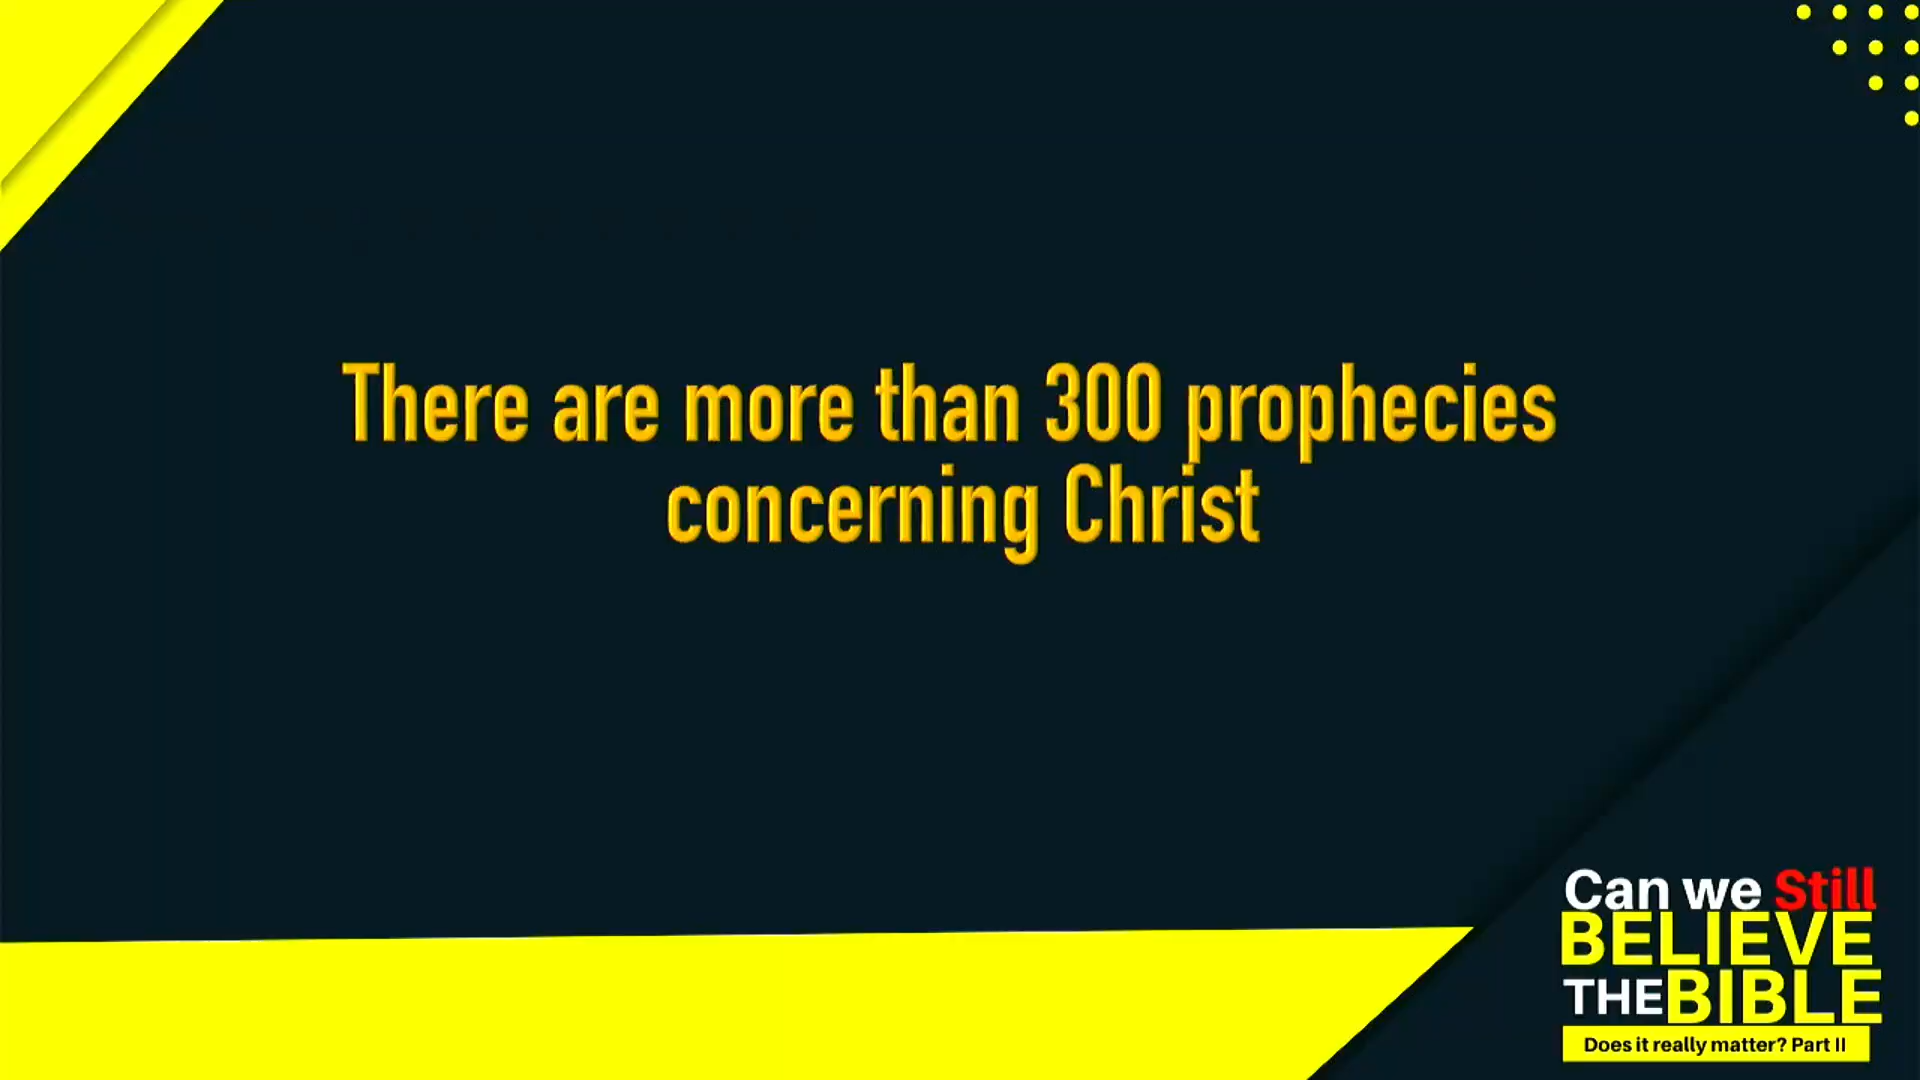 There are more than 300 prophecies
concerning Christ
Can we Still
BELIEVE
THE BIBLE
Does it really matter? Part II